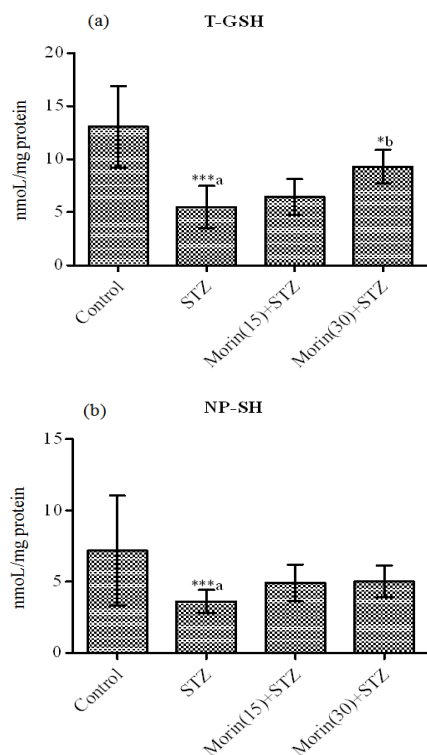 (a)
T-GSH
nmoL/mg protein
20
15
10
5
0
***a
*b
Control
STZ
Morin(15)+STZ
Morin(30)+STZ
(b)
NP-SH
nmoL/mg protein
15
10
5
0
***a
Control
STZ
Morin(15)+STZ
Morin(30)+STZ